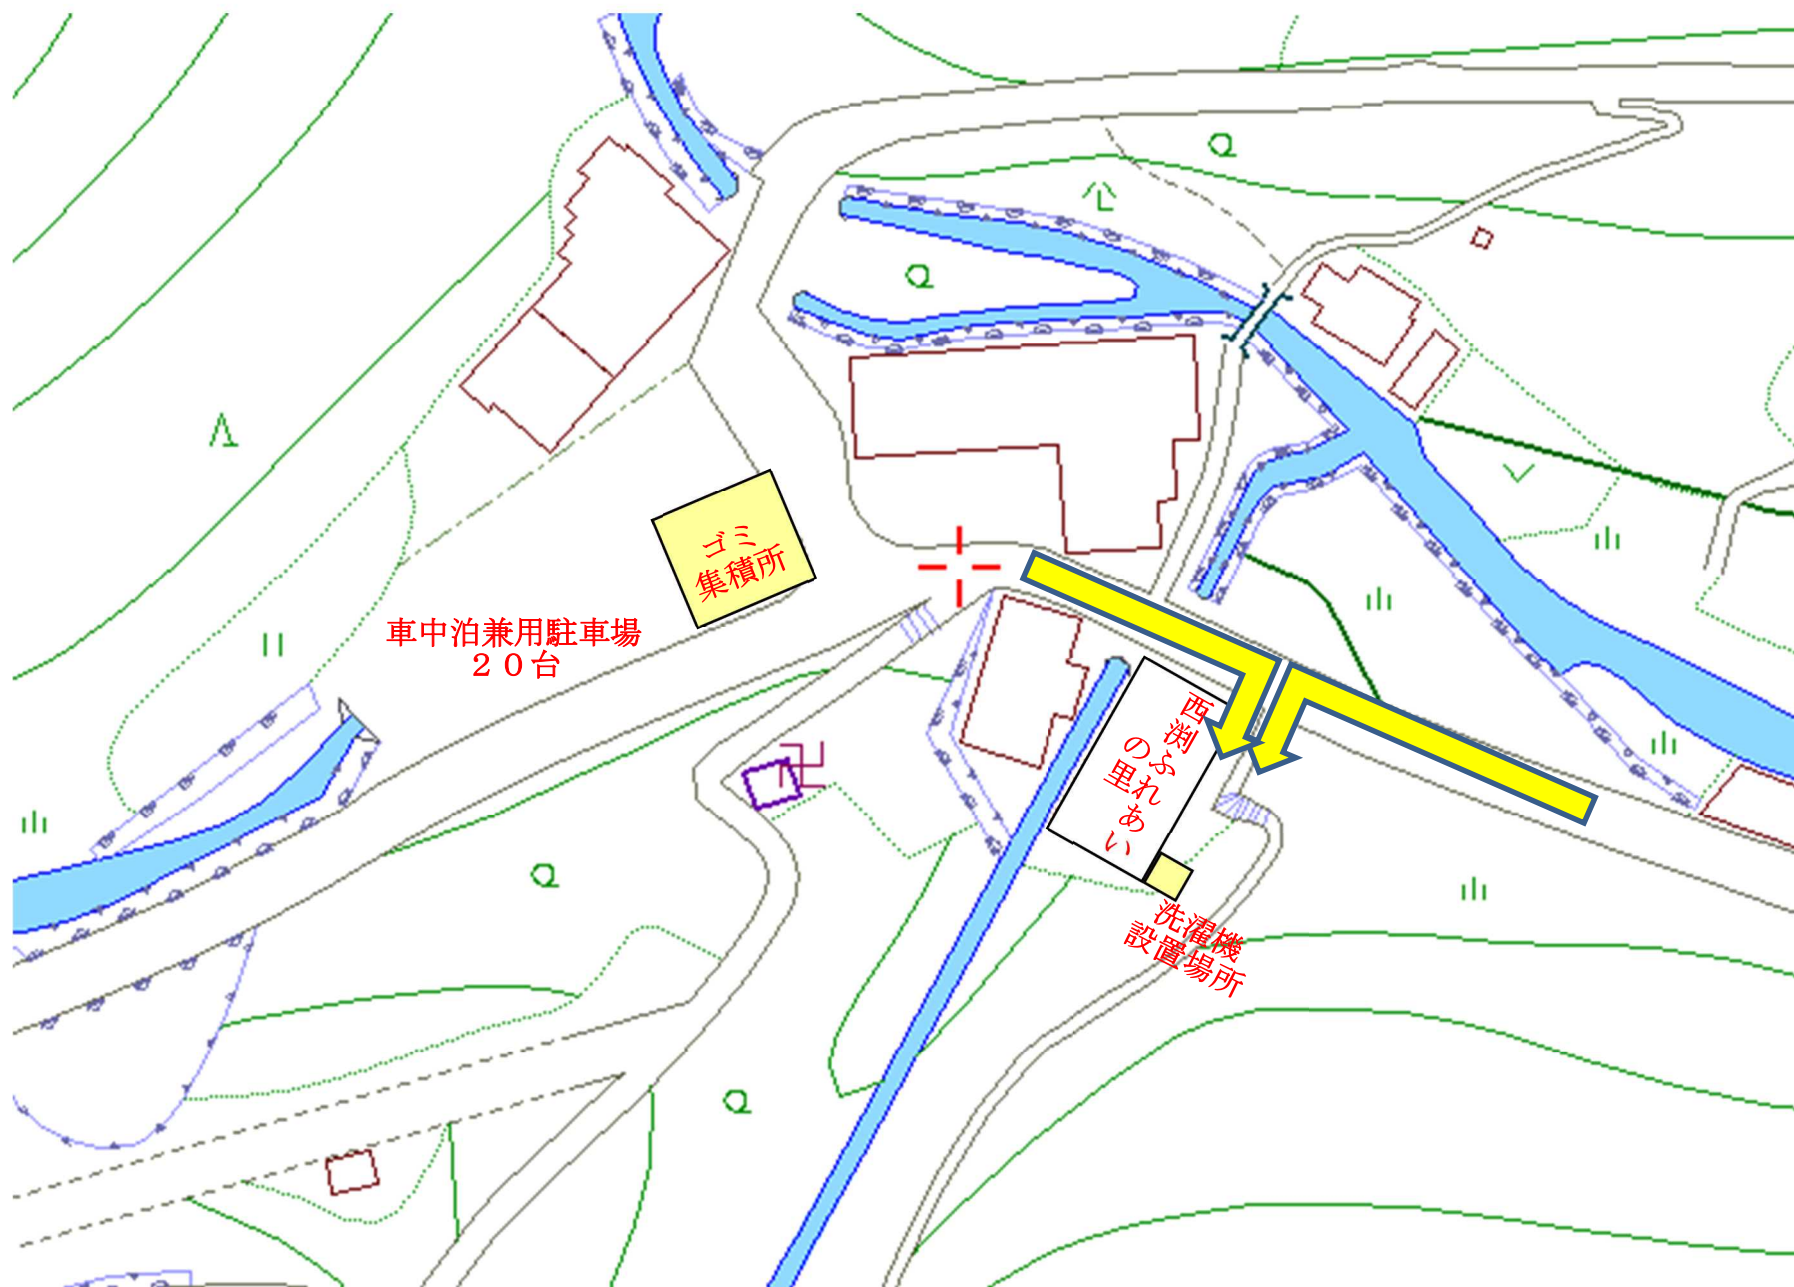 ゴミ
集積所
車中泊兼用駐車場
２０台
西渕ふれあい
の里
洗濯機
設置場所